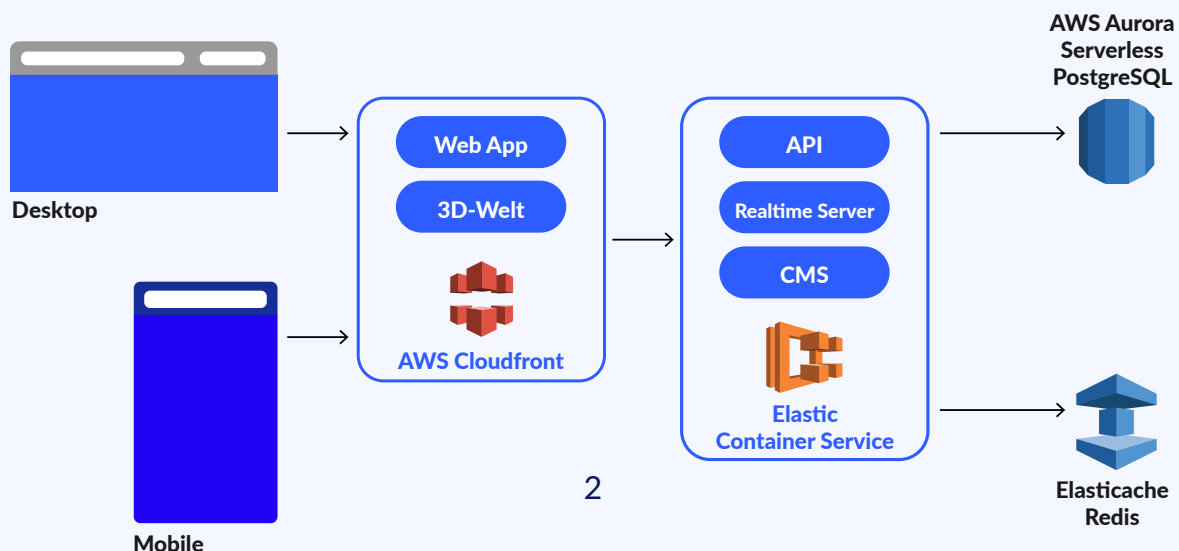 Desktop
Mobile
Web App
3D-Welt
AWS Cloudfront
API
Realtime Server
CMS
Elastic
Container Service
AWS Aurora
Serverless
PostgreSQL
Elasticache
Redis
2